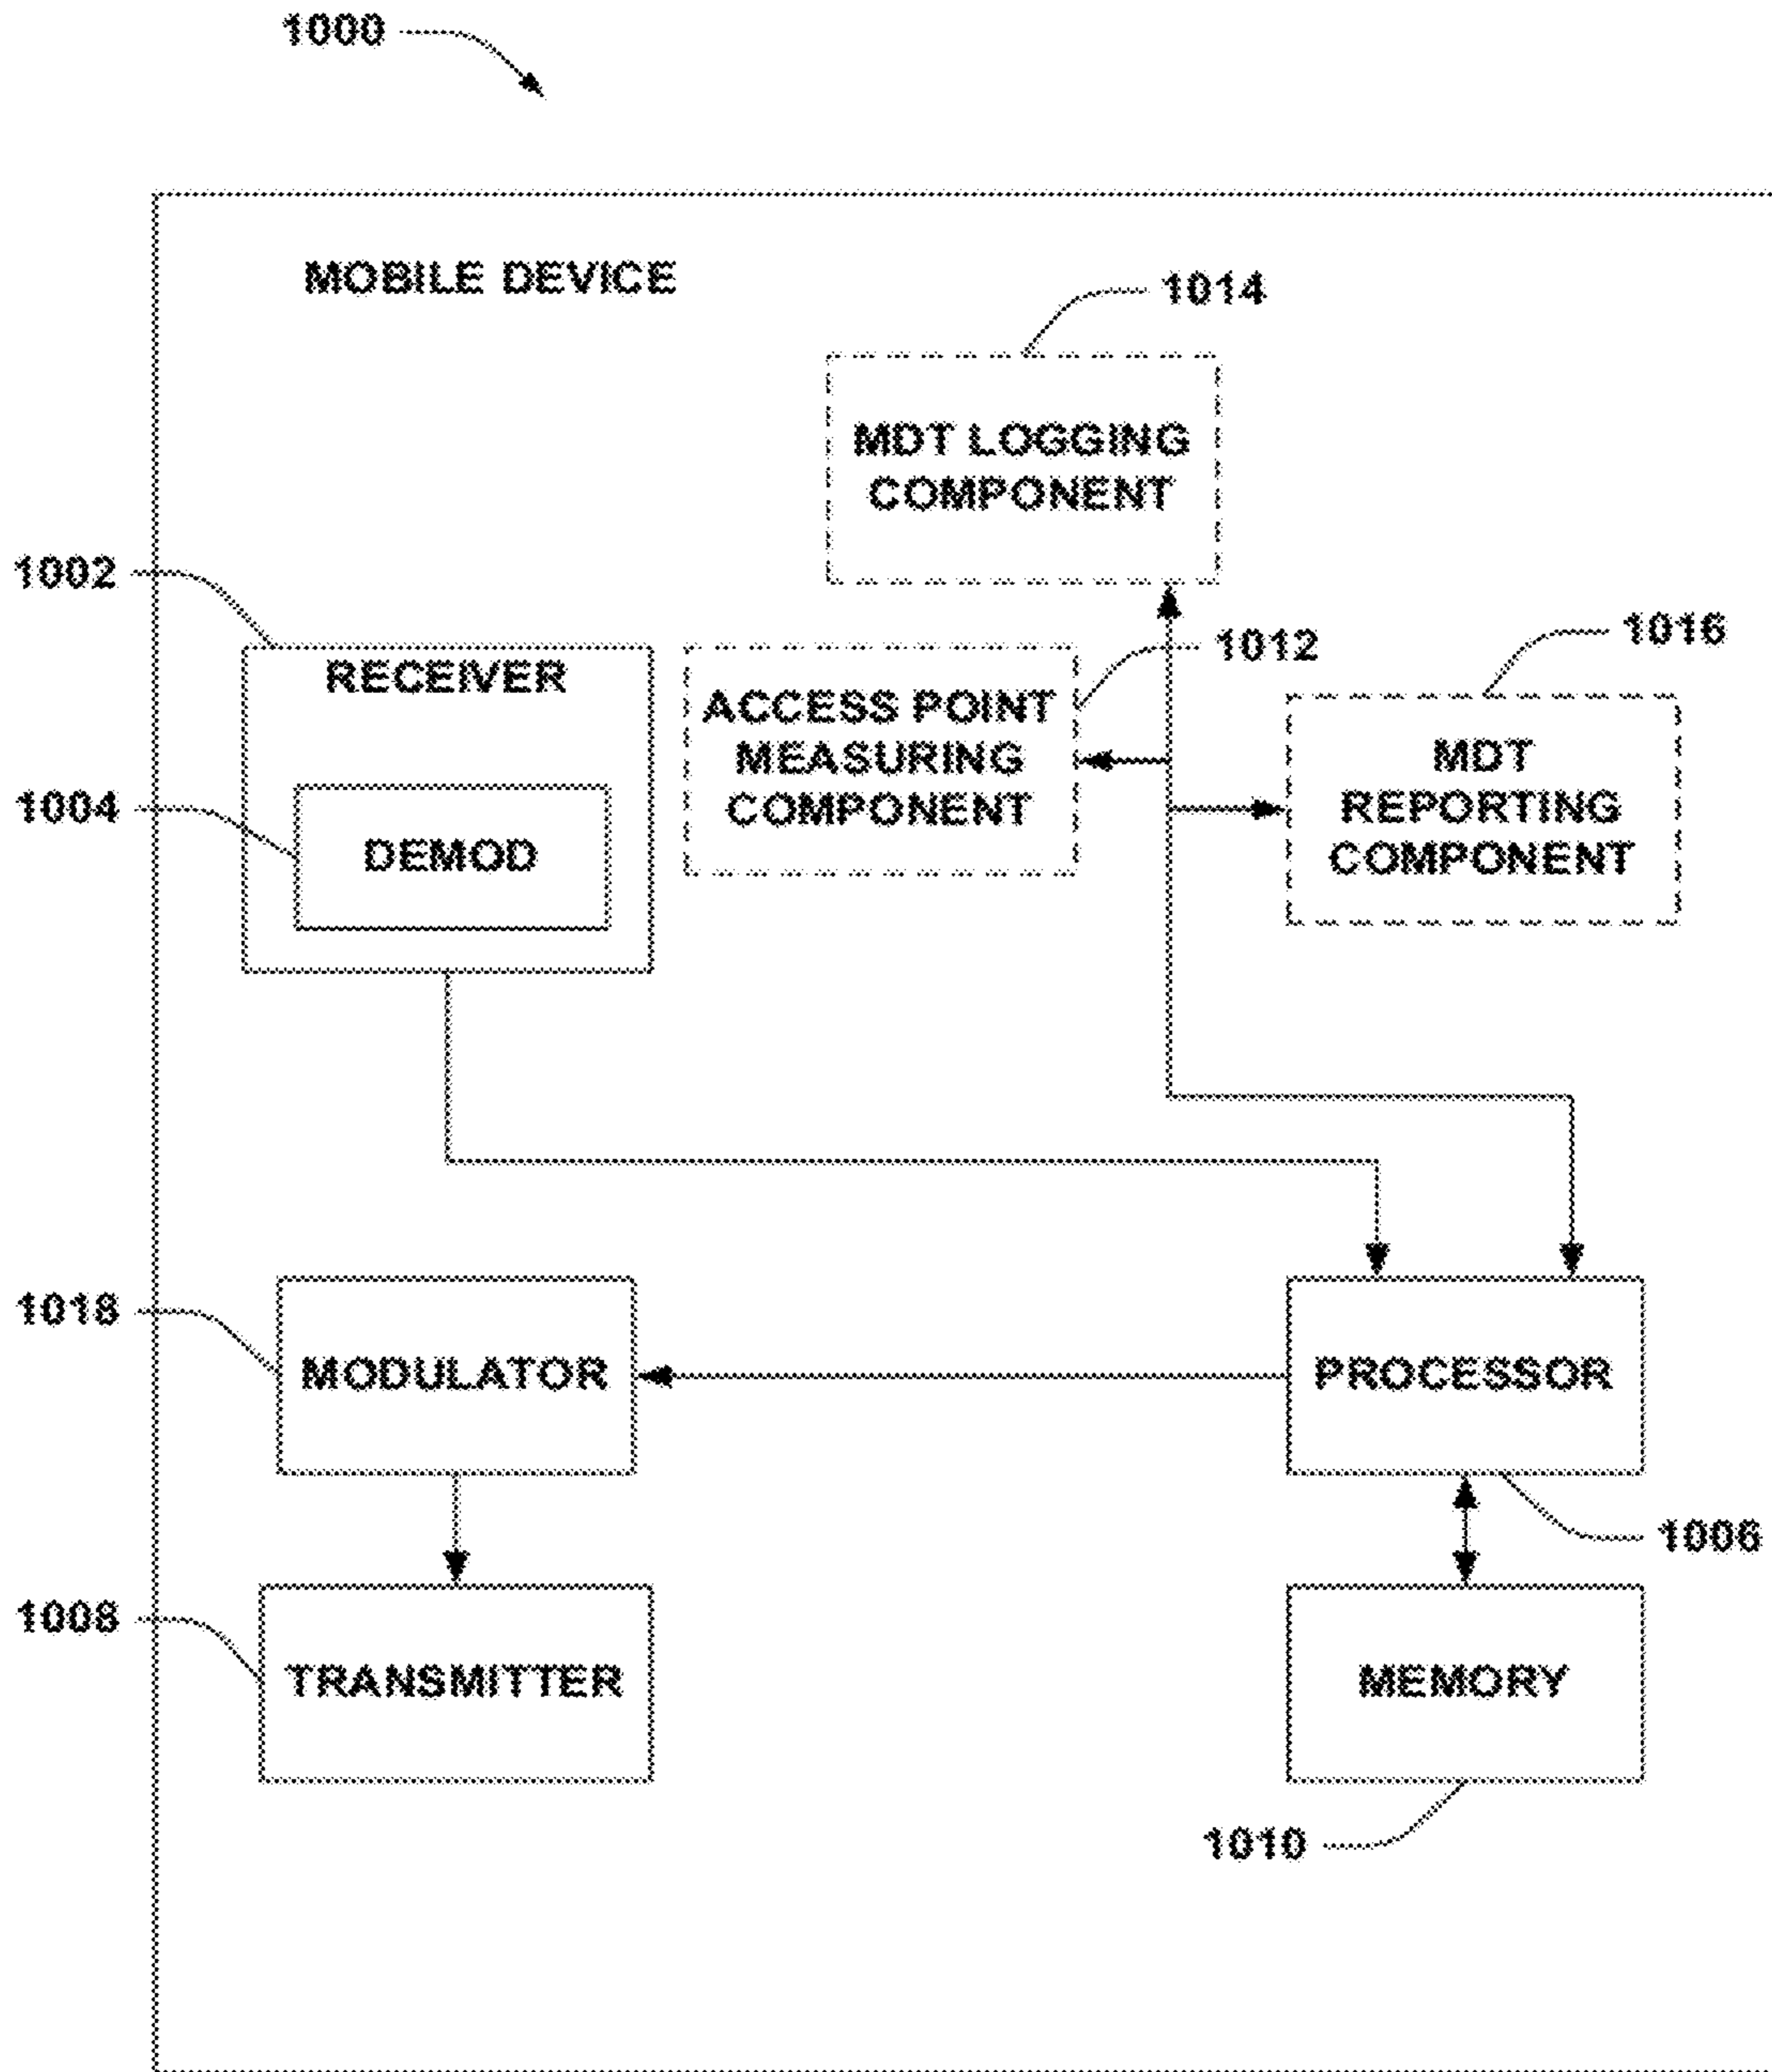 1000
MOBILE DEVICE
1014
MDT LOGGING
COMPONENT
1002
RECEIVER
1012
1016
ACCESS POINT
MEASURING
COMPONENT
MDT
REPORTING
COMPONENT
1004
DEMOD
1018
MODULATOR
PROCESSOR
1006
1008
TRANSMITTER
MEMORY
1010